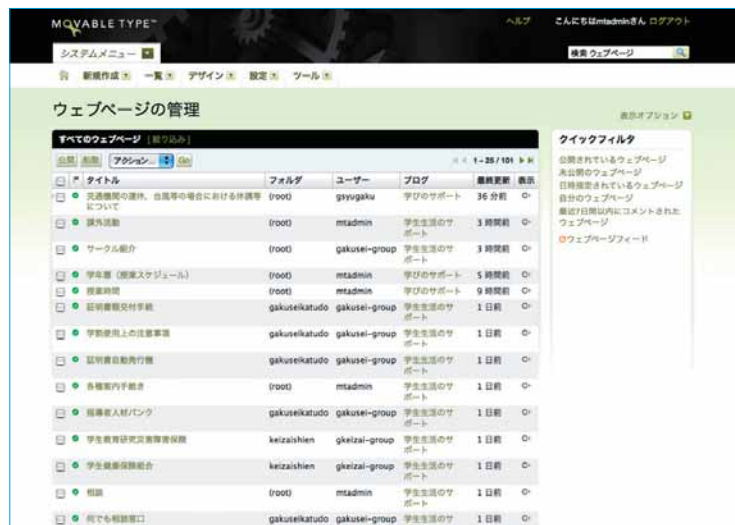 MOVABLE TYPE™
ヘルプ こんにちはmtadminさん ログアウト
システムメニュー
検索 ウェブページ
新規作成 一覧 デザイン 設定 ツール
ウェブページの管理
表示オプション
すべてのウェブページ [絞り込み]
クイックフィルタ
公開 削除 アクション... Go 1-25 / 101
公開されているウェブページ
未公開のウェブページ
日時指定されているウェブページ
自分のウェブページ
最近7日間以内にコメントされた
ウェブページ
ウェブページフィード
タイトル フォルダ ユーザー ブログ 最終更新 表示
交通機関の運休、台風等の場合における休講等
について (root) gsyugaku 学びのサポート 36 分前
課外活動 (root) mtadmin 学生生活のサ
ポート 3 時間前
サークル紹介 (root) gakusei-group 学生生活のサ
ポート 3 時間前
学年暦（授業スケジュール） (root) mtadmin 学びのサポート 5 時間前
授業時間 (root) mtadmin 学びのサポート 9 時間前
証明書類交付手続 gakuseikatudo gakusei-group 学生生活のサ
ポート 1 日前
使用上の注意事項 gakuseikatudo gakusei-group 学生生活のサ
ポート 1 日前
証明書自動発行機 gakuseikatudo gakusei-group 学生生活のサ
ポート 1 日前
各種案内手続き (root) mtadmin 学生生活のサ
ポート 1 日前
指導者人材バンク gakuseikatudo gakusei-group 学生生活のサ
ポート 1 日前
学生教育研究災害障害保険 keizaishien gkeizai-group 学生生活のサ
ポート 1 日前
学生健康保険組合 keizaishien gkeizai-group 学生生活のサ
ポート 1 日前
相談 (root) mtadmin 学生生活のサ
ポート 1 日前
何でも相談窓口 gakuseikatudo gakusei-group 学生生活のサ 1 日前